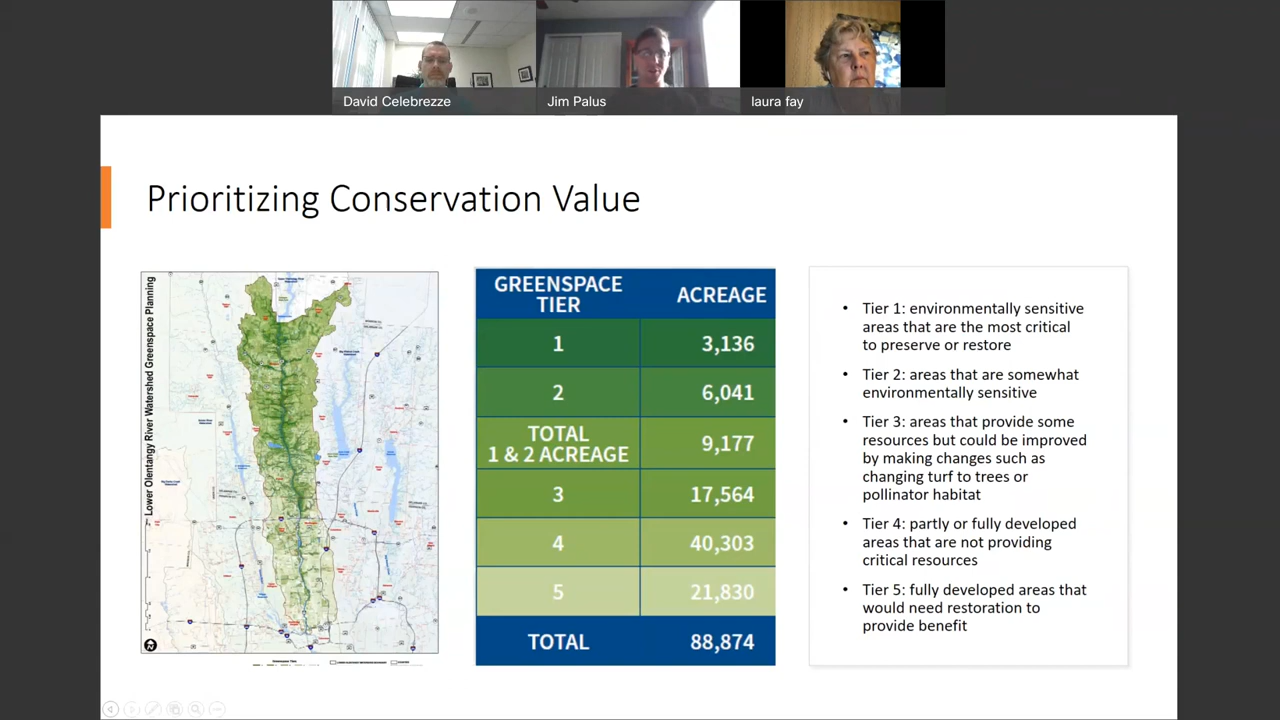 David Celebrezze
Jim Palus
laura fay
Prioritizing Conservation Value
Lower Olentangy River Watershed Greenspace Planning
GREENSPACE
TIER
ACREAGE
1
3,136
2
6,041
TOTAL
1 & 2 ACREAGE
9,177
3
17,564
4
40,303
5
21,830
TOTAL
88,874
• Tier 1: environmentally sensitive
areas that are the most critical
to preserve or restore
• Tier 2: areas that are somewhat
environmentally sensitive
• Tier 3: areas that provide some
resources but could be improved
by making changes such as
changing turf to trees or
pollinator habitat
• Tier 4: partly or fully developed
areas that are not providing
critical resources
• Tier 5: fully developed areas that
would need restoration to
provide benefit